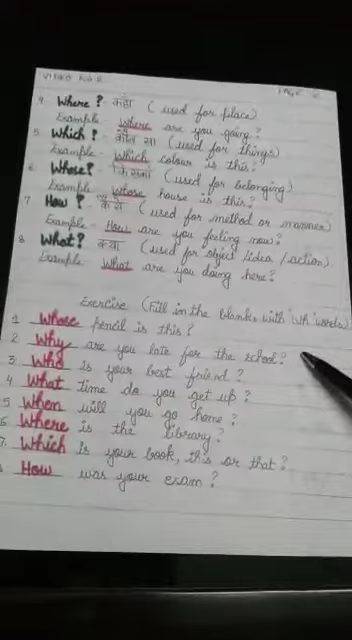 VIDEO NO. 2 PAGE 2
4 Where? कहाँ (used for place)
Example - Where are you going?
5 Which? कौन सा (used for things)
Example - Which colour is this?
6 Whose? किसका (used for belonging)
Example - Whose house is this?
7 How? कैसे (used for method or manner)
Example - How are you feeling now?
8 What? क्या (used for object/idea/action)
Example What are you doing here?
Exercise (Fill in the blanks with 'wh' words)
1 Whose pencil is this?
2 Why are you late for the school?
3 Who is your best friend?
4 What time do you get up?
5 When will you go home?
6 Where is the library?
7. Which is your book, this or that?
How was your exam?